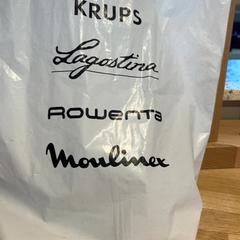 KRUPS
Lagostina
ROWENTA
Moulinex